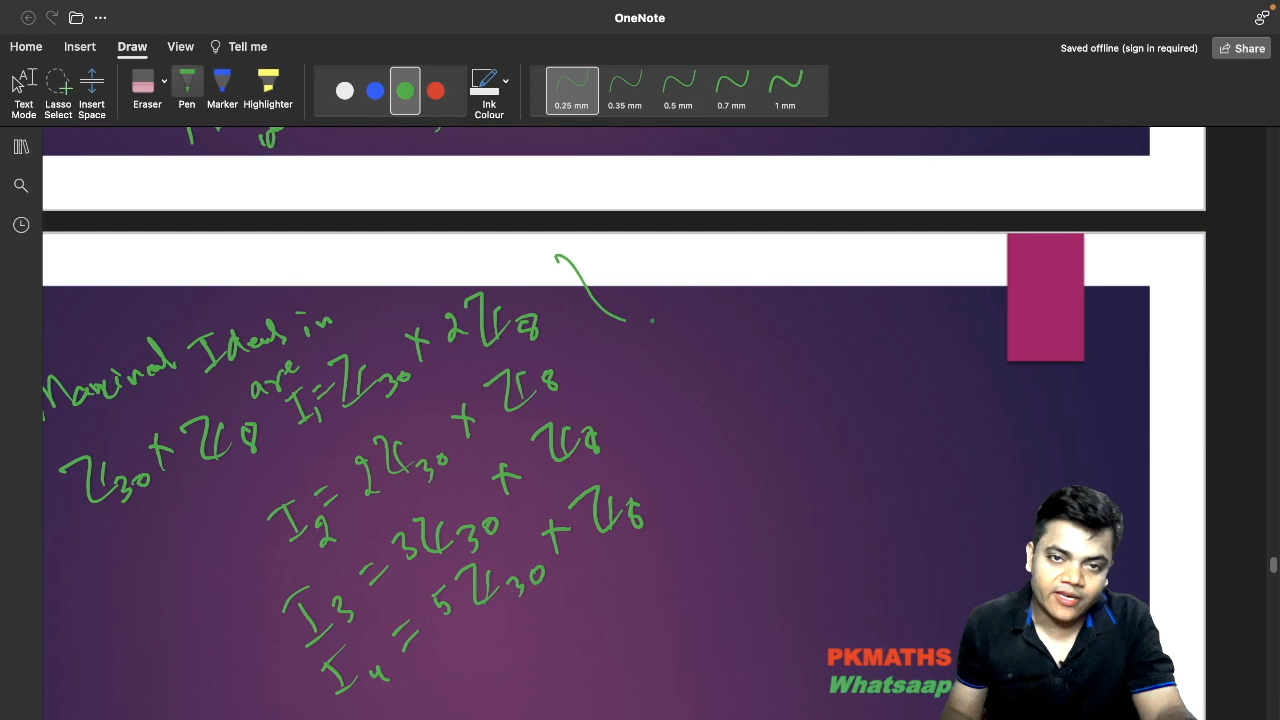 OneNote
Home Insert Draw View Tell me
Saved offline (sign in required) Share
Text Mode Lasso Select Insert Space Eraser Pen Marker Highlighter Ink Colour 0.25 mm 0.35 mm 0.5 mm 0.7 mm 1 mm
Maximal Ideals in
ℤ₃₀ × ℤ₈ are I₁ = ℤ₃₀ × 2ℤ₈
I₂ = 2ℤ₃₀ × ℤ₈
I₃ = 3ℤ₃₀ × ℤ₈
I₄ = 5ℤ₃₀ × ℤ₈
PKMATHS
Whatsaap